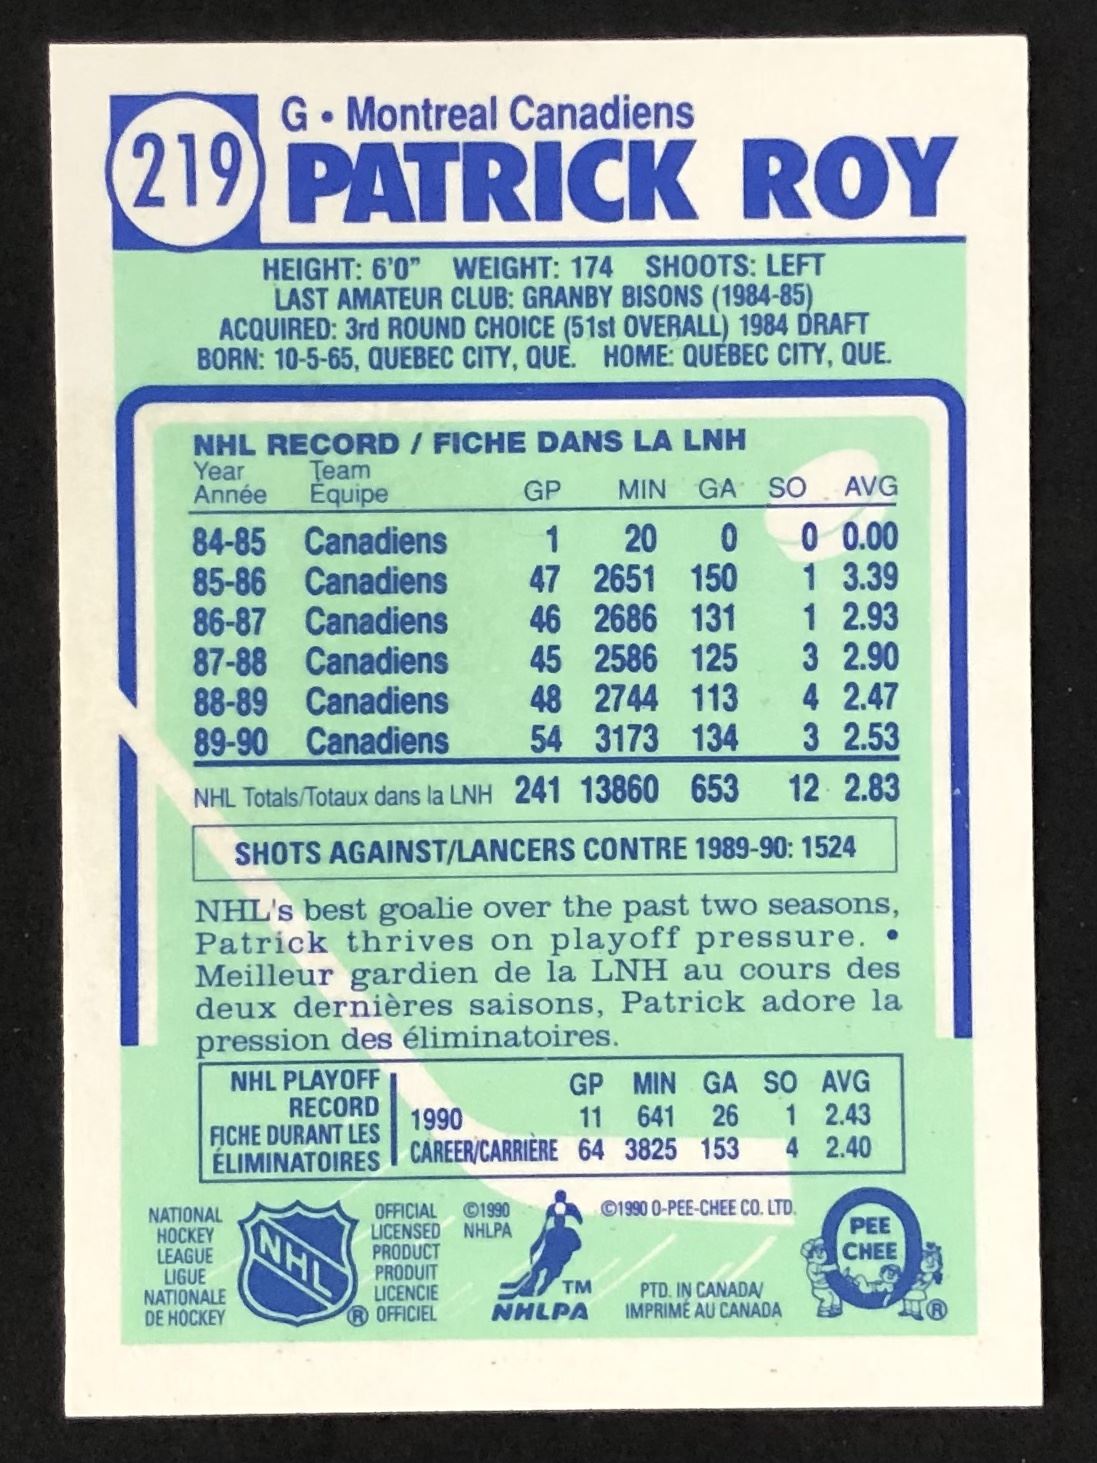 219
G • Montreal Canadiens
PATRICK ROY
HEIGHT: 6'0" WEIGHT: 174 SHOOTS: LEFT
LAST AMATEUR CLUB: GRANBY BISONS (1984-85)
ACQUIRED: 3rd ROUND CHOICE (51st OVERALL) 1984 DRAFT
BORN: 10-5-65, QUEBEC CITY, QUE. HOME: QUEBEC CITY, QUE.
NHL RECORD / FICHE DANS LA LNH
Year Team
Année Équipe GP MIN GA SO AVG
84-85 Canadiens 1 20 0 0 0.00
85-86 Canadiens 47 2651 150 1 3.39
86-87 Canadiens 46 2686 131 1 2.93
87-88 Canadiens 45 2586 125 3 2.90
88-89 Canadiens 48 2744 113 4 2.47
89-90 Canadiens 54 3173 134 3 2.53
NHL Totals/Totaux dans la LNH 241 13860 653 12 2.83
SHOTS AGAINST/LANCERS CONTRE 1989-90: 1524
NHL's best goalie over the past two seasons,
Patrick thrives on playoff pressure. •
Meilleur gardien de la LNH au cours des
deux dernières saisons, Patrick adore la
pression des éliminatoires.
NHL PLAYOFF
RECORD
FICHE DURANT LES
ÉLIMINATOIRES
GP MIN GA SO AVG
1990 11 641 26 1 2.43
CAREER/CARRIÈRE 64 3825 153 4 2.40
NATIONAL
HOCKEY
LEAGUE
LIGUE
NATIONALE
DE HOCKEY
NHL
®
OFFICIAL
LICENSED
PRODUCT
PRODUIT
LICENCIE
OFFICIEL
©1990
NHLPA
TM
NHLPA
©1990 O-PEE-CHEE CO. LTD.
PTD. IN CANADA/
IMPRIMÉ AU CANADA
O
PEE
CHEE
®